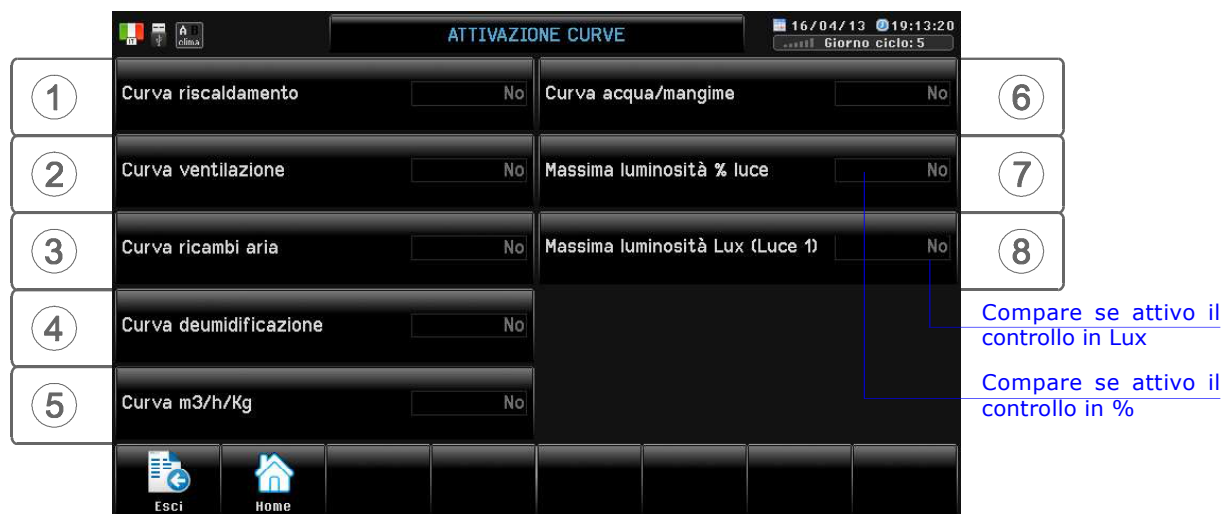 IT A clima
ATTIVAZIONE CURVE
16/04/13 19:13:20
Giorno ciclo: 5
1 Curva riscaldamento No
Curva acqua/mangime No 6
2 Curva ventilazione No
Massima luminosità % luce No 7
3 Curva ricambi aria No
Massima luminosità Lux (Luce 1) No 8
4 Curva deumidificazione No
5 Curva m3/h/Kg No
Compare se attivo il
controllo in Lux
Compare se attivo il
controllo in %
Esci Home